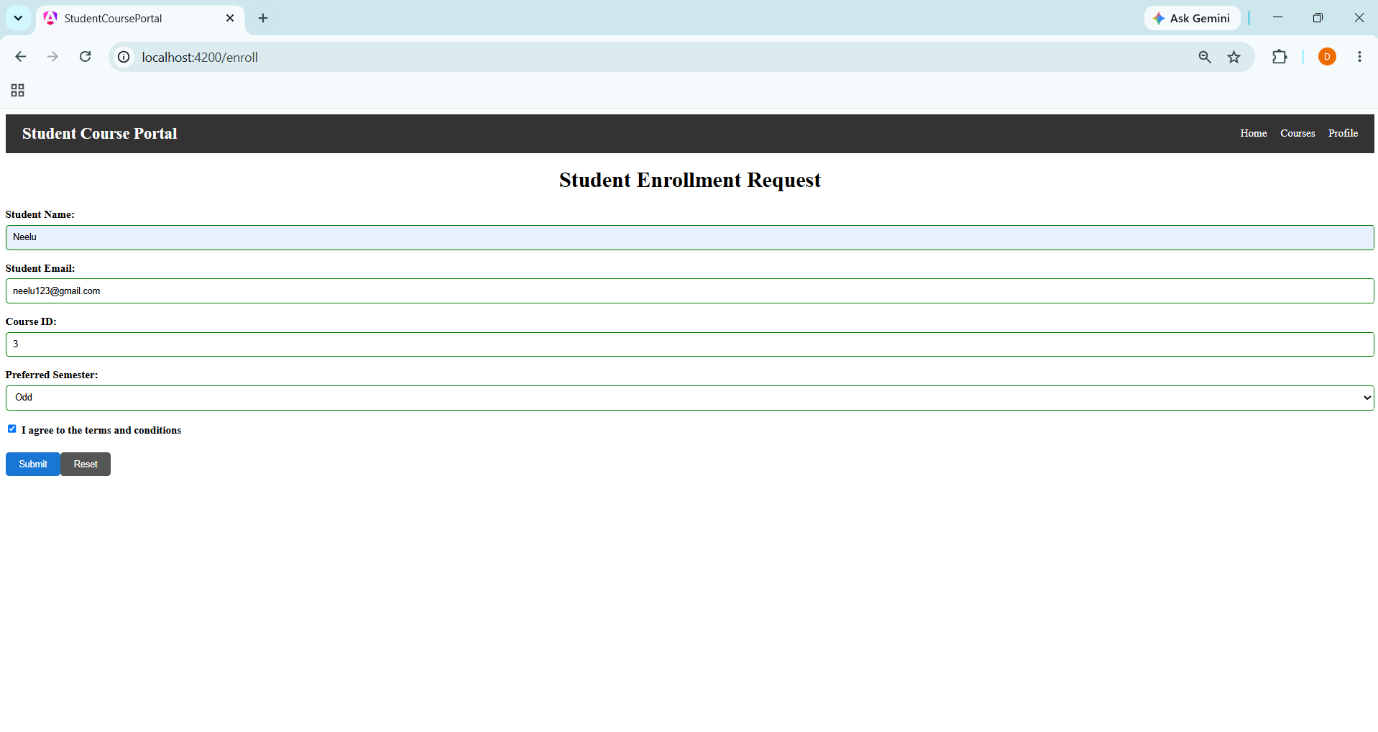 StudentCoursePortal
Ask Gemini
localhost:4200/enroll
D
Student Course Portal
Home Courses Profile
Student Enrollment Request
Student Name:
Neelu
Student Email:
neelu123@gmail.com
Course ID:
3
Preferred Semester:
Odd
I agree to the terms and conditions
Submit Reset